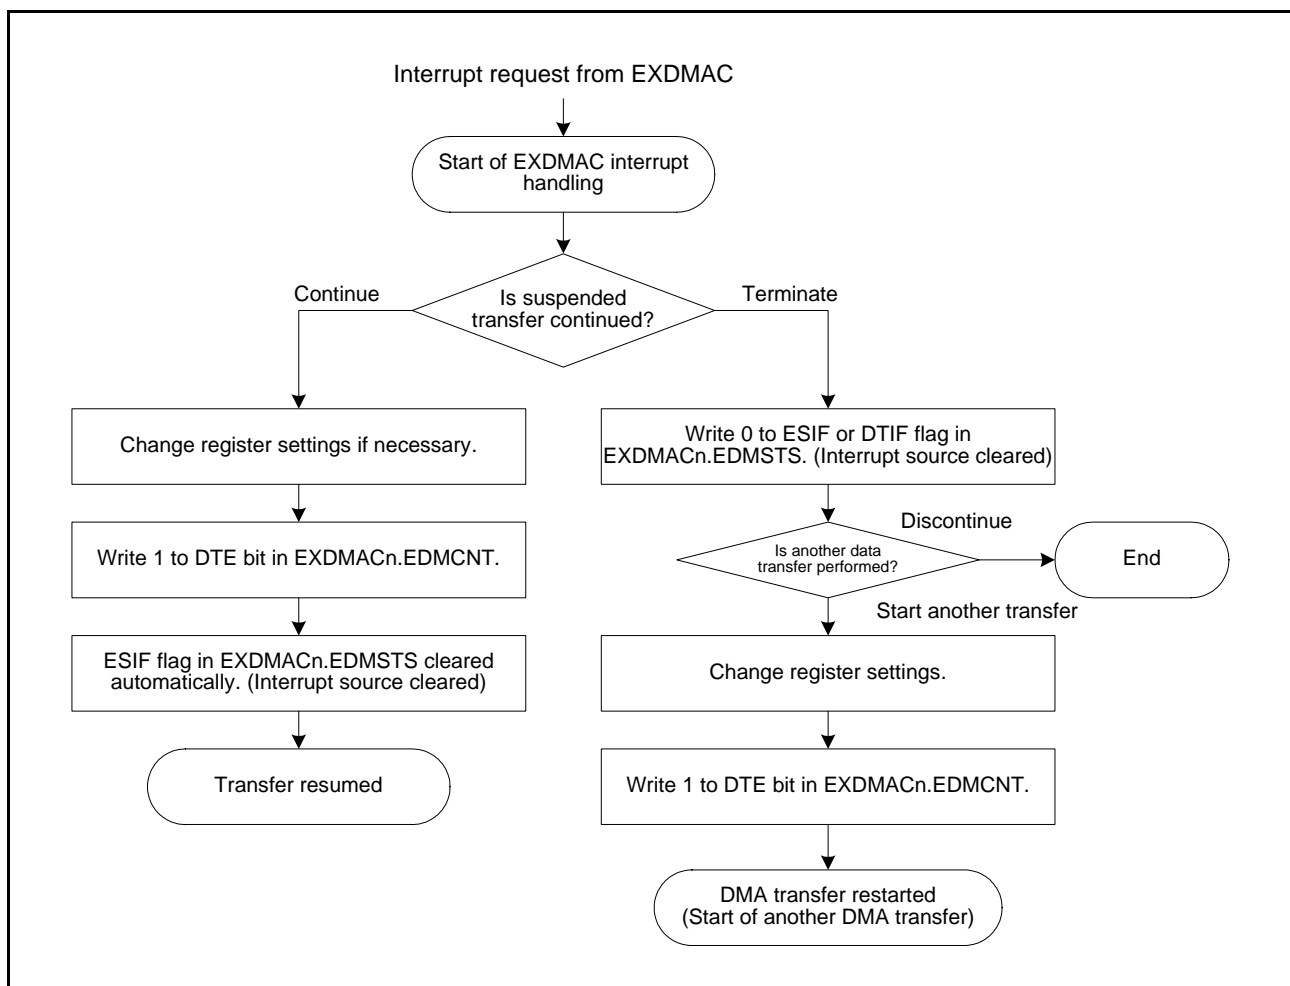 Interrupt request from EXDMAC
Start of EXDMAC interrupt
handling
Is suspended
transfer continued?
Continue
Terminate
Change register settings if necessary.
Write 1 to DTE bit in EXDMACn.EDMCNT.
ESIF flag in EXDMACn.EDMSTS cleared
automatically. (Interrupt source cleared)
Transfer resumed
Write 0 to ESIF or DTIF flag in
EXDMACn.EDMSTS. (Interrupt source cleared)
Is another data
transfer performed?
Discontinue
End
Start another transfer
Change register settings.
Write 1 to DTE bit in EXDMACn.EDMCNT.
DMA transfer restarted
(Start of another DMA transfer)